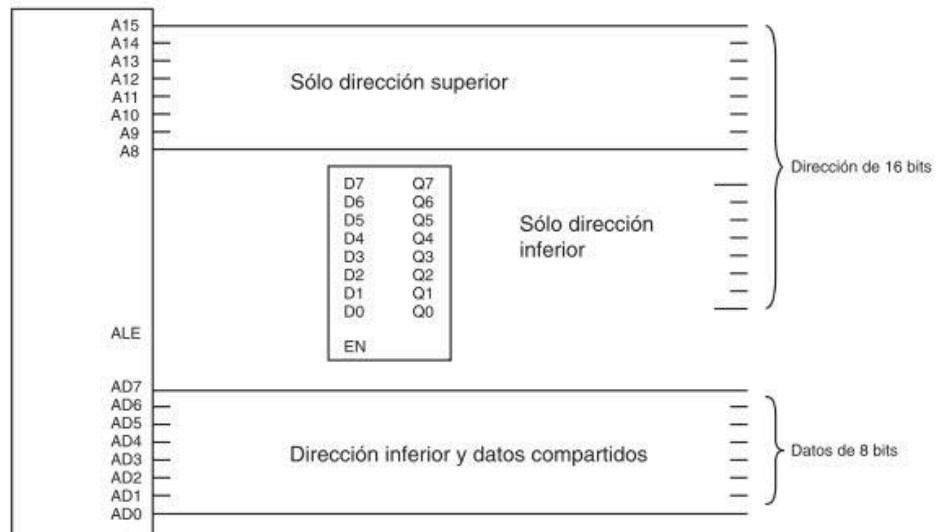 A15
A14
A13
A12
A11
A10
A9
A8
Sólo dirección superior
Dirección de 16 bits
D7 Q7
D6 Q6
D5 Q5
D4 Q4
D3 Q3
D2 Q2
D1 Q1
D0 Q0
EN
Sólo dirección
inferior
ALE
AD7
AD6
AD5
AD4
AD3
AD2
AD1
AD0
Dirección inferior y datos compartidos
Datos de 8 bits